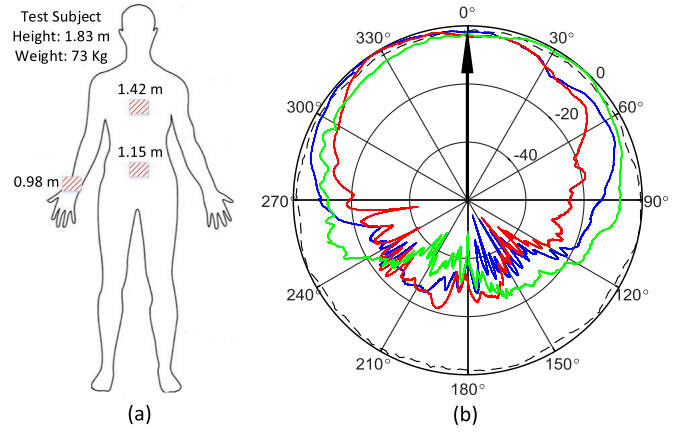 Test Subject
Height: 1.83 m
Weight: 73 Kg
1.42 m
1.15 m
0.98 m
(a)
0°
30°
60°
90°
120°
150°
180°
210°
240°
270°
300°
330°
0
-20
-40
(b)